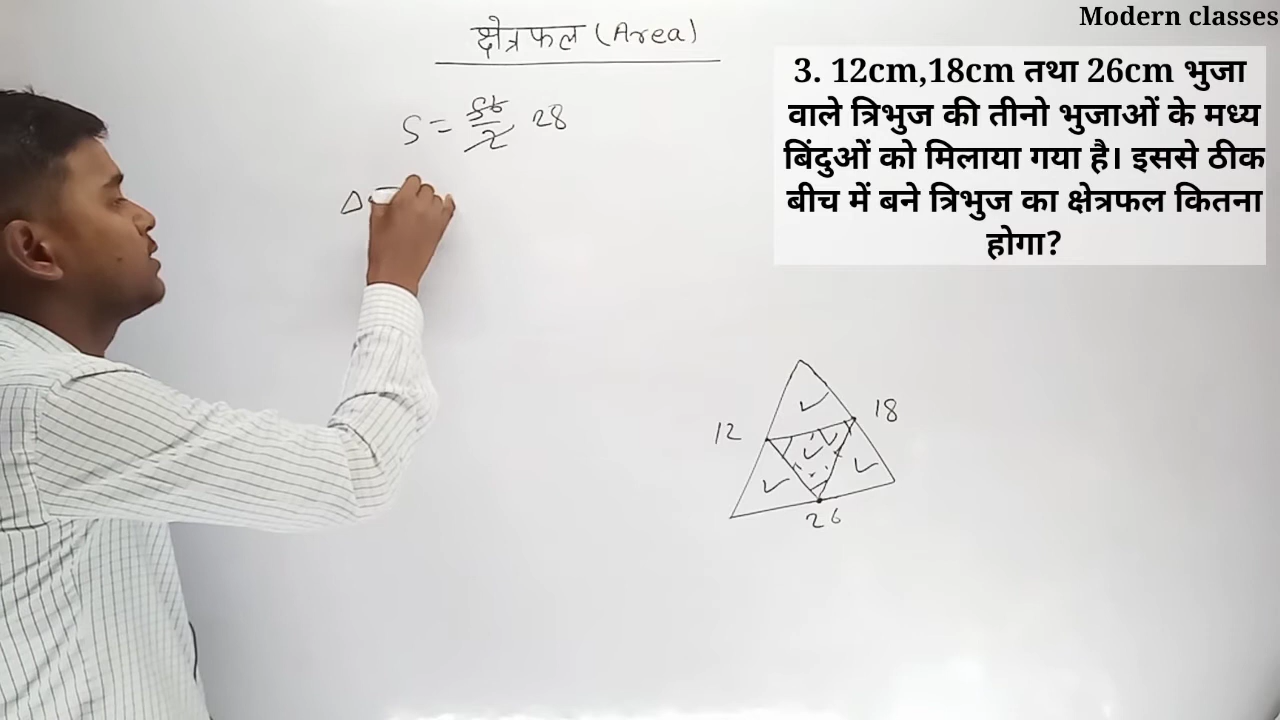 Modern classes
क्षेत्रफल (Area)
3. 12cm,18cm तथा 26cm भुजा
वाले त्रिभुज की तीनो भुजाओं के मध्य
बिंदुओं को मिलाया गया है। इससे ठीक
बीच में बने त्रिभुज का क्षेत्रफल कितना
होगा?
S = 56/2 28
Δ
12
18
26